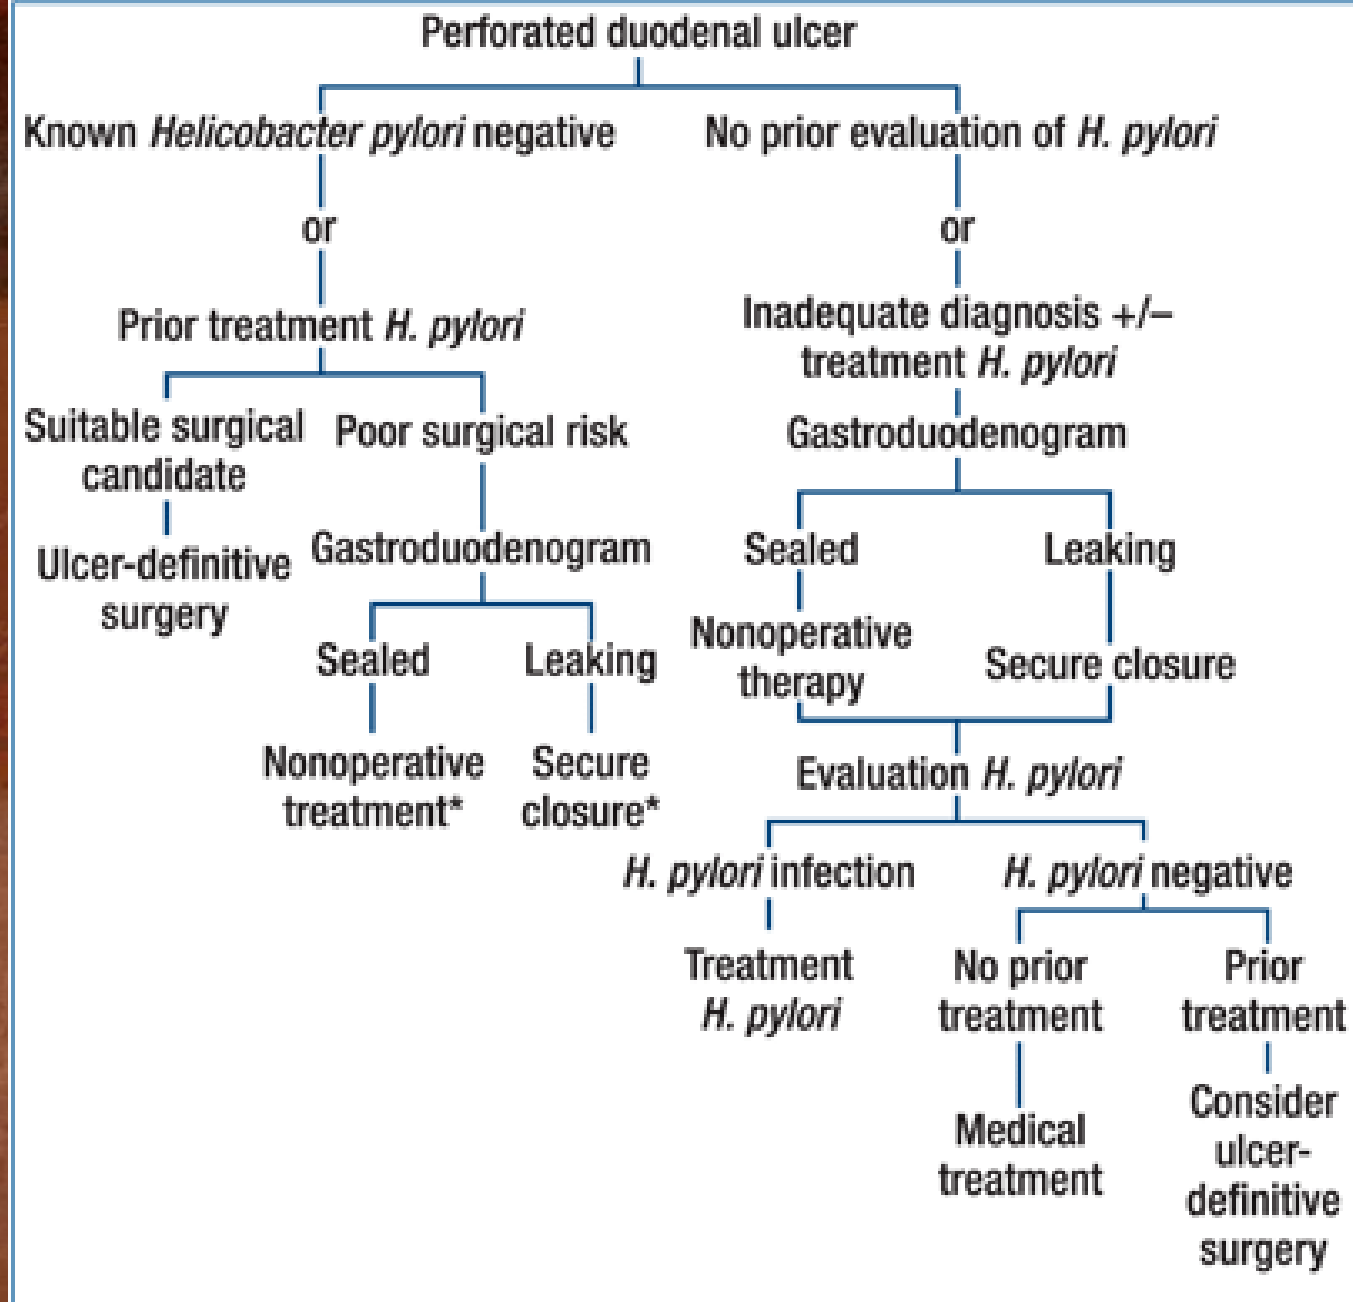 Perforated duodenal ulcer
Known Helicobacter pylori negative
No prior evaluation of H. pylori
or
or
Prior treatment H. pylori
Inadequate diagnosis +/–
treatment H. pylori
Suitable surgical
candidate
Poor surgical risk
Gastroduodenogram
Ulcer-definitive
surgery
Gastroduodenogram
Sealed
Leaking
Sealed
Leaking
Nonoperative
therapy
Secure closure
Nonoperative
treatment*
Secure
closure*
Evaluation H. pylori
H. pylori infection
H. pylori negative
Treatment
H. pylori
No prior
treatment
Prior
treatment
Medical
treatment
Consider
ulcer-
definitive
surgery